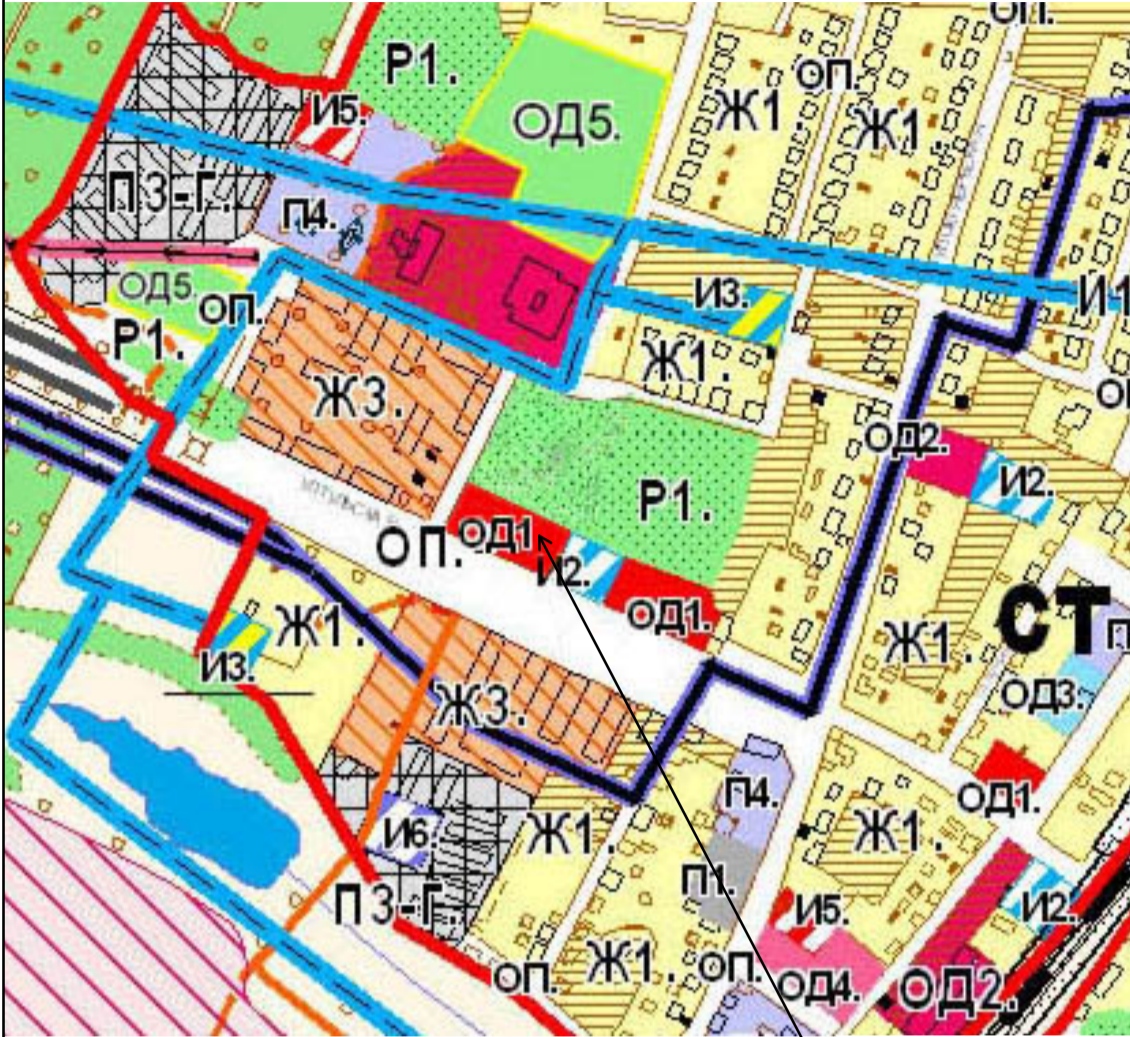 ОП.
Р1.
И5.
ОД5.
Ж1
ОП.
Ж1.
П3-Г.
П4.
ОД5
ОП.
И3.
И1
Р1.
Ж1.
Ж3.
ОД2.
И2.
Р1.
ОП.
ОД1
И2.
ОД1.
СТ
Ж1.
Ж1.
И3.
ОД3.
Ж3.
П4.
ОД1.
И6.
Ж1.
Ж1.
П1.
П3-Г.
И5.
И2.
ОП.
Ж1.
ОП.
ОД4.
ОД2.